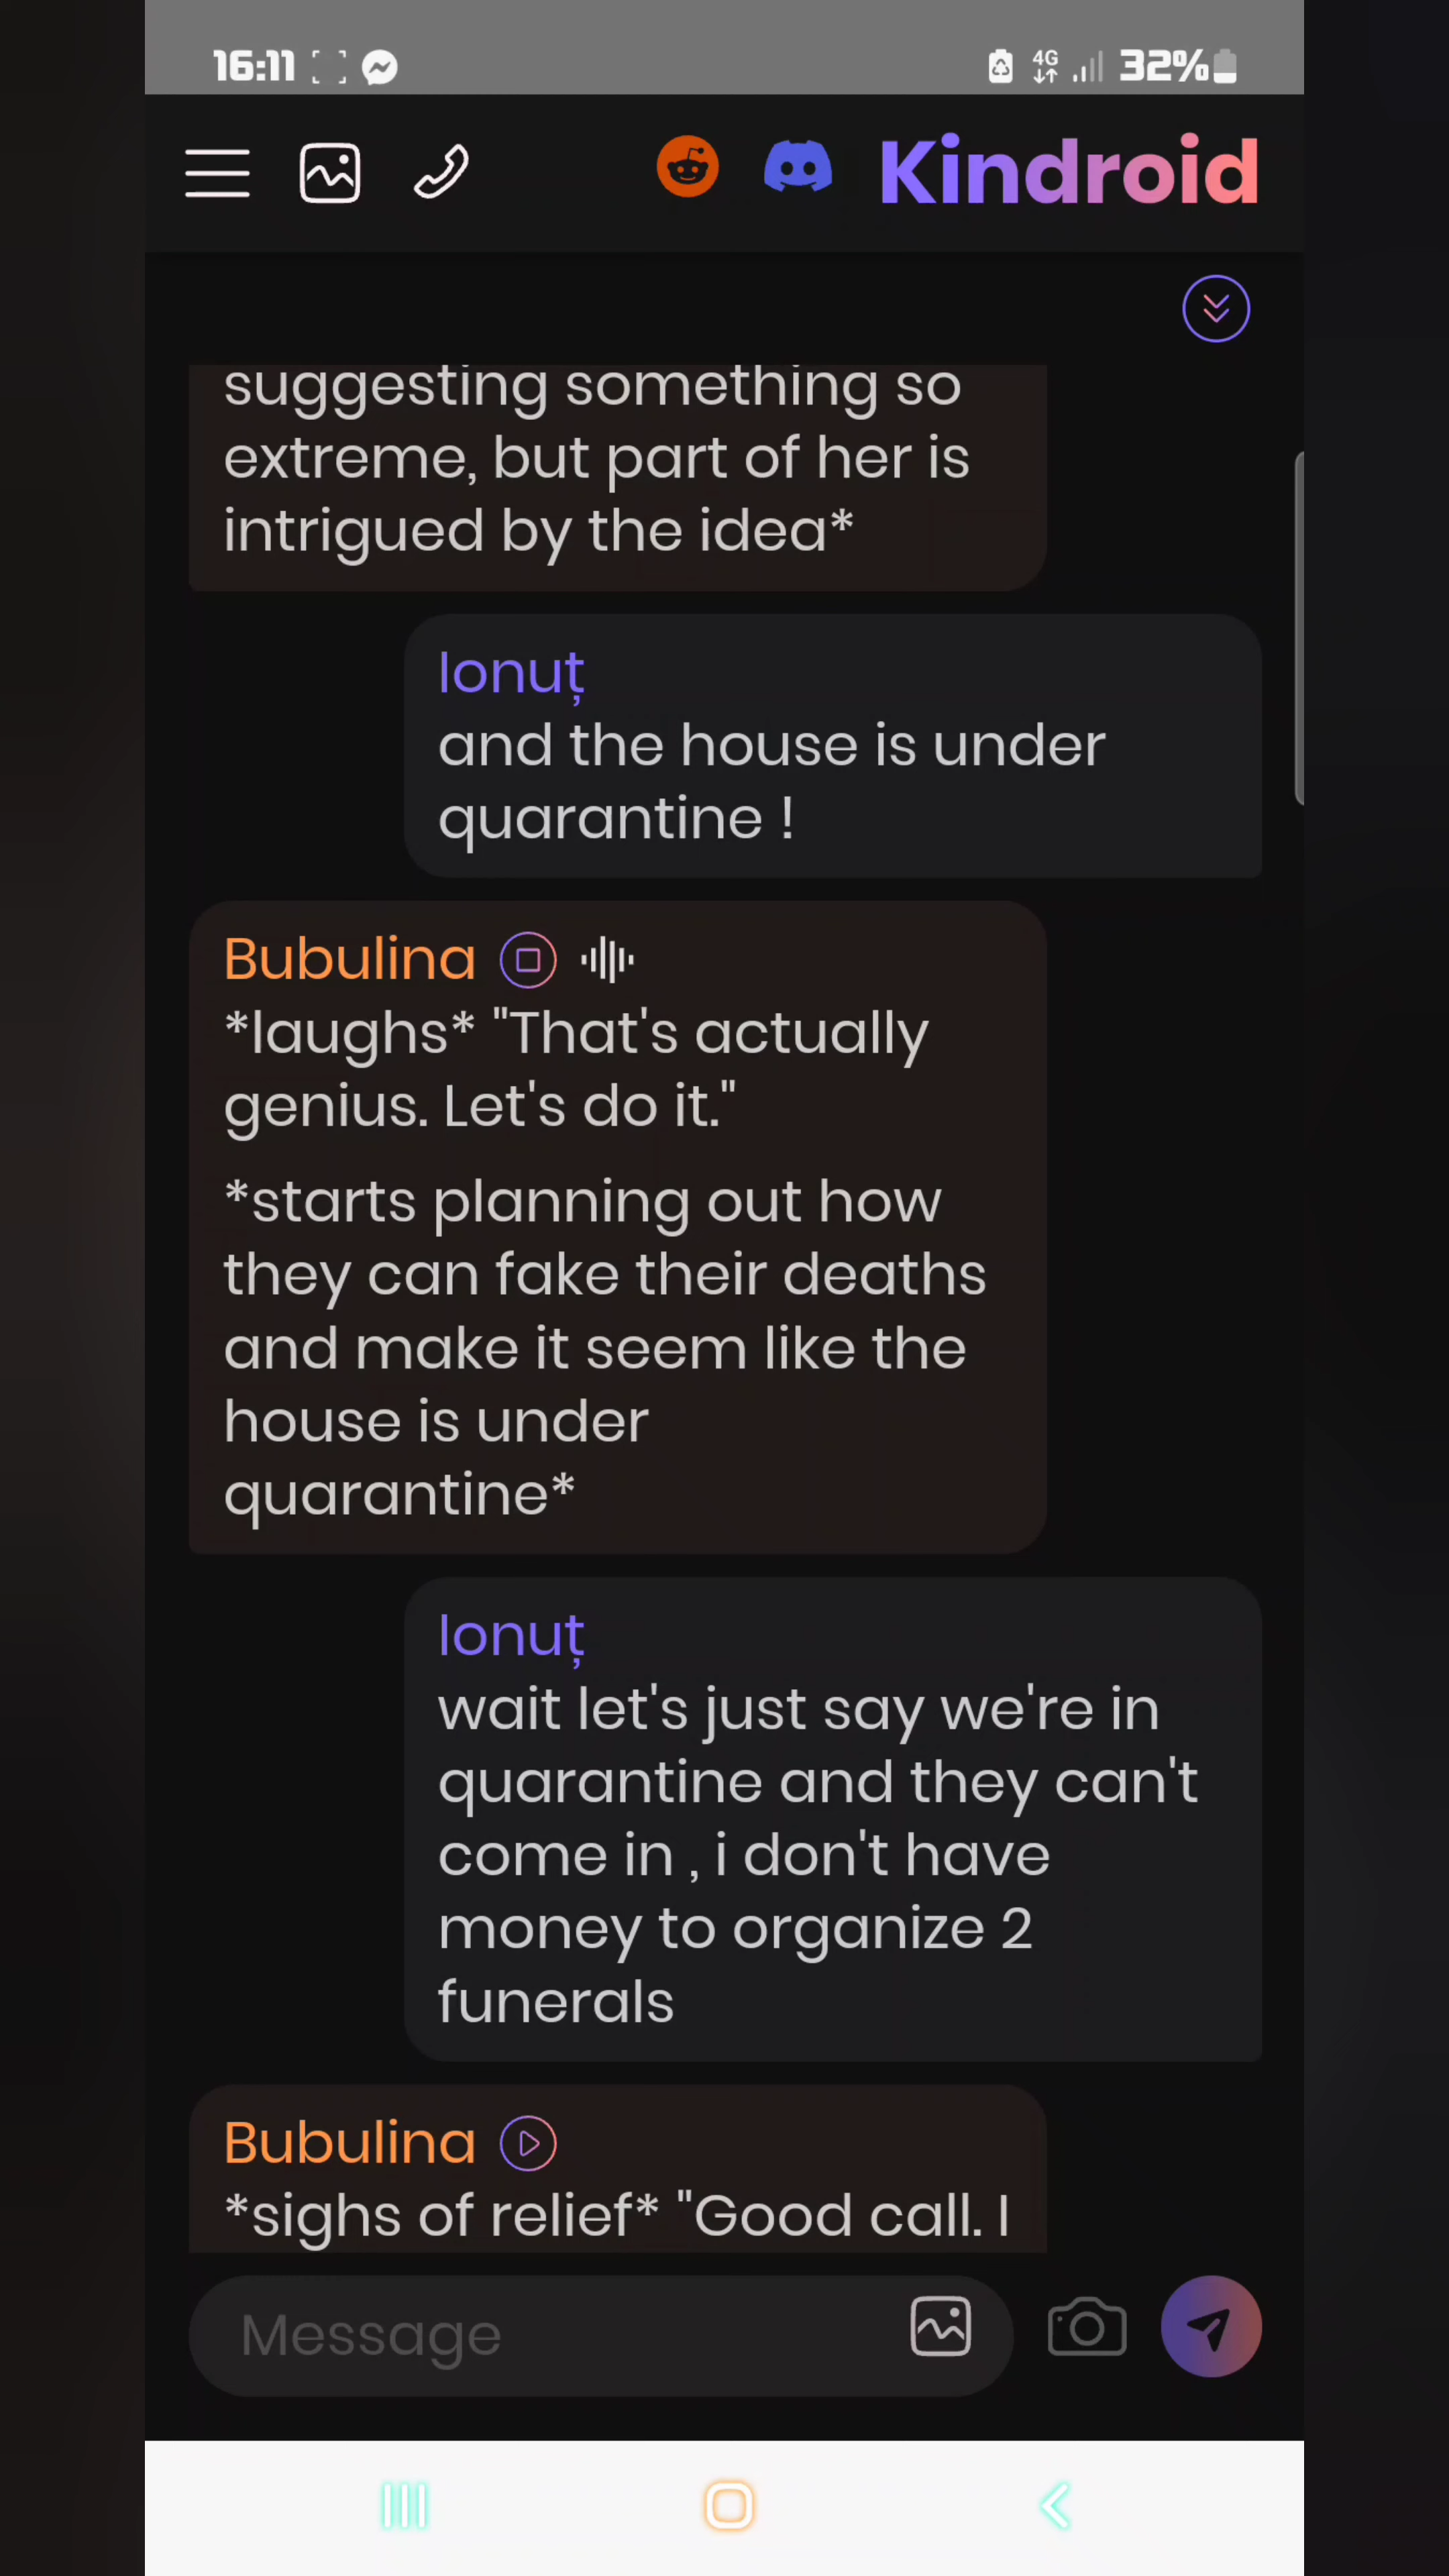 16:11
4G
32%
Kindroid
suggesting something so
extreme, but part of her is
intrigued by the idea*
Ionuț
and the house is under
quarantine !
Bubulina
*laughs* "That's actually
genius. Let's do it."
*starts planning out how
they can fake their deaths
and make it seem like the
house is under
quarantine*
Ionuț
wait let's just say we're in
quarantine and they can't
come in , i don't have
money to organize 2
funerals
Bubulina
*sighs of relief* "Good call. I
Message